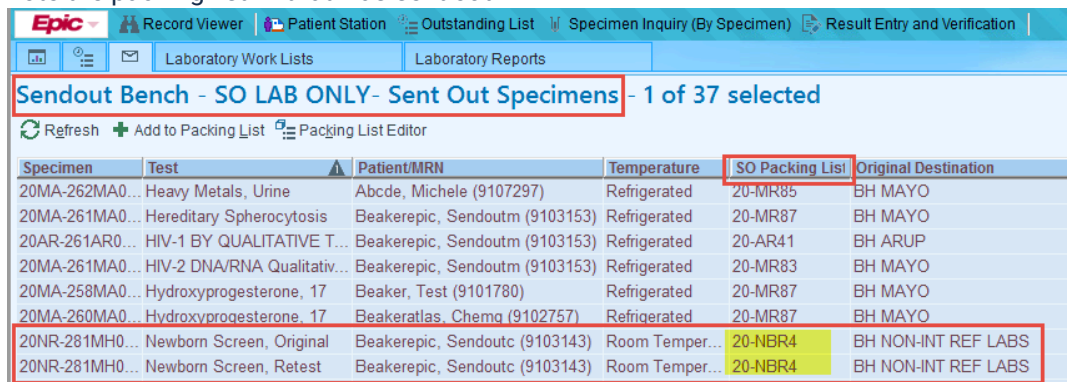 Epic Record Viewer Patient Station Outstanding List Specimen Inquiry (By Specimen) Result Entry and Verification
Laboratory Work Lists Laboratory Reports
Sendout Bench - SO LAB ONLY- Sent Out Specimens - 1 of 37 selected
Refresh Add to Packing List Packing List Editor
Specimen Test Patient/MRN Temperature SO Packing List Original Destination
20MA-262MA0... Heavy Metals, Urine Abcde, Michele (9107297) Refrigerated 20-MR85 BH MAYO
20MA-261MA0... Hereditary Spherocytosis Beakerepic, Sendoutm (9103153) Refrigerated 20-MR87 BH MAYO
20AR-261AR0... HIV-1 BY QUALITATIVE T... Beakerepic, Sendoutm (9103153) Refrigerated 20-AR41 BH ARUP
20MA-261MA0... HIV-2 DNA/RNA Qualitativ... Beakerepic, Sendoutm (9103153) Refrigerated 20-MR83 BH MAYO
20MA-258MA0... Hydroxyprogesterone, 17 Beaker, Test (9101780) Refrigerated 20-MR87 BH MAYO
20MA-260MA0... Hydroxyprogesterone, 17 Beakeratlas, Chemq (9102757) Refrigerated 20-MR87 BH MAYO
20NR-281MH0... Newborn Screen, Original Beakerepic, Sendoutc (9103143) Room Temper... 20-NBR4 BH NON-INT REF LABS
20NR-281MH0... Newborn Screen, Retest Beakerepic, Sendoutc (9103143) Room Temper... 20-NBR4 BH NON-INT REF LABS